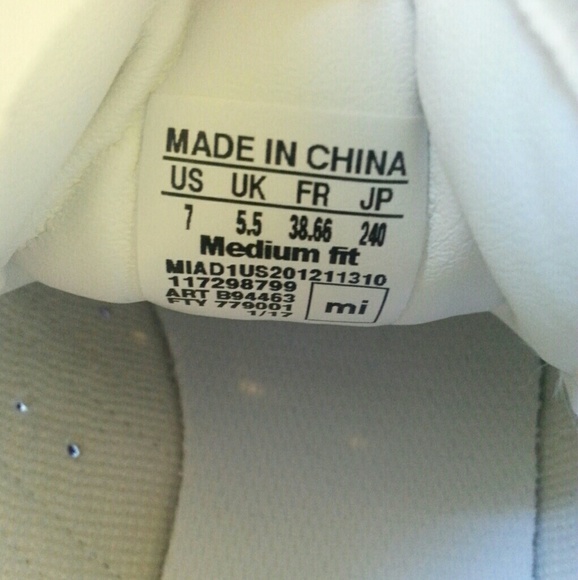 MADE IN CHINA
US UK FR JP
7 5.5 38.66 240
Medium fit
MIAD1US201211310
117298799
ART B94463
FTY 779001
1/17
mi